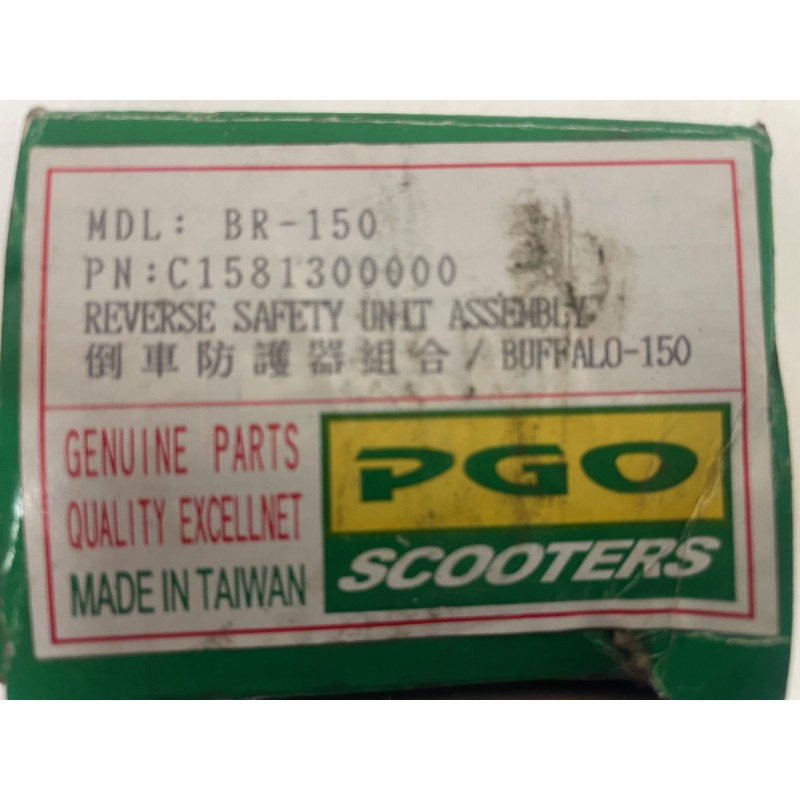 MDL: BR-150
PN:C1581300000
REVERSE SAFETY UNIT ASSEMBLY
倒車防護器組合/BUFFALO-150
GENUINE PARTS
QUALITY EXCELLNET
MADE IN TAIWAN
PGO
SCOOTERS